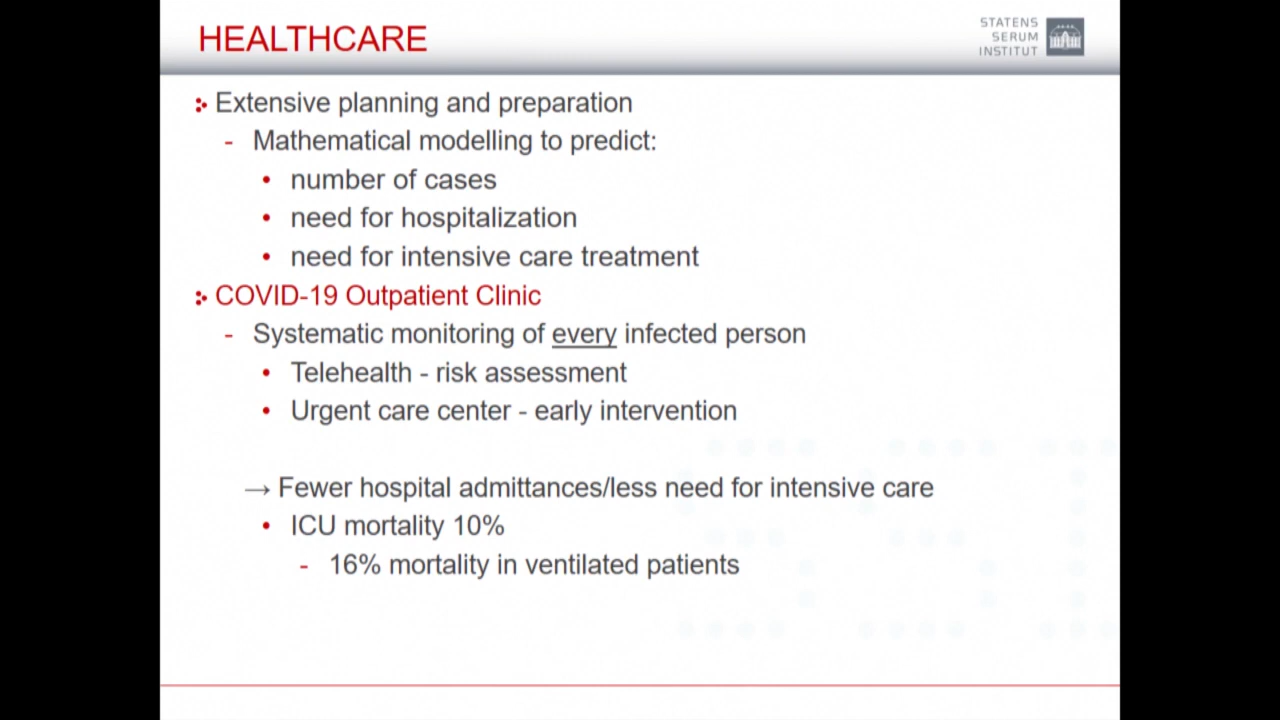 HEALTHCARE
STATENS
SERUM
INSTITUT
Extensive planning and preparation
- Mathematical modelling to predict:
• number of cases
• need for hospitalization
• need for intensive care treatment
COVID-19 Outpatient Clinic
- Systematic monitoring of every infected person
• Telehealth - risk assessment
• Urgent care center - early intervention
→ Fewer hospital admittances/less need for intensive care
• ICU mortality 10%
- 16% mortality in ventilated patients